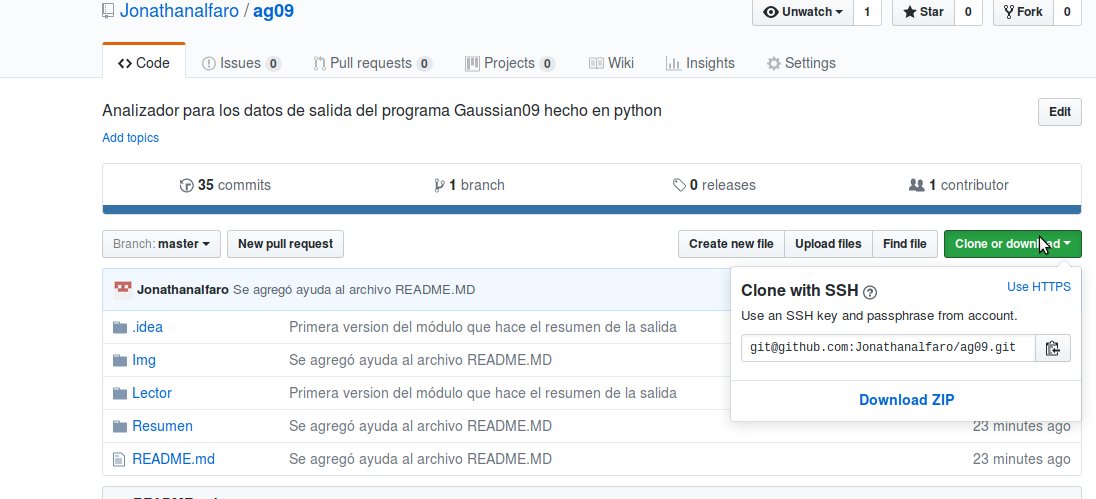 Jonathanalfaro / ag09
Unwatch 1 Star 0 Fork 0
Code Issues 0 Pull requests 0 Projects 0 Wiki Insights Settings
Analizador para los datos de salida del programa Gaussian09 hecho en python
Edit
Add topics
35 commits 1 branch 0 releases 1 contributor
Branch: master New pull request Create new file Upload files Find file Clone or download
Jonathanalfaro Se agregó ayuda al archivo README.MD
Clone with SSH ? Use HTTPS
Use an SSH key and passphrase from account.
git@github.com:Jonathanalfaro/ag09.git
Download ZIP
.idea Primera version del módulo que hace el resumen de la salida
Img Se agregó ayuda al archivo README.MD
Lector Primera version del módulo que hace el resumen de la salida
Resumen Se agregó ayuda al archivo README.MD 23 minutes ago
README.md Se agregó ayuda al archivo README.MD 23 minutes ago